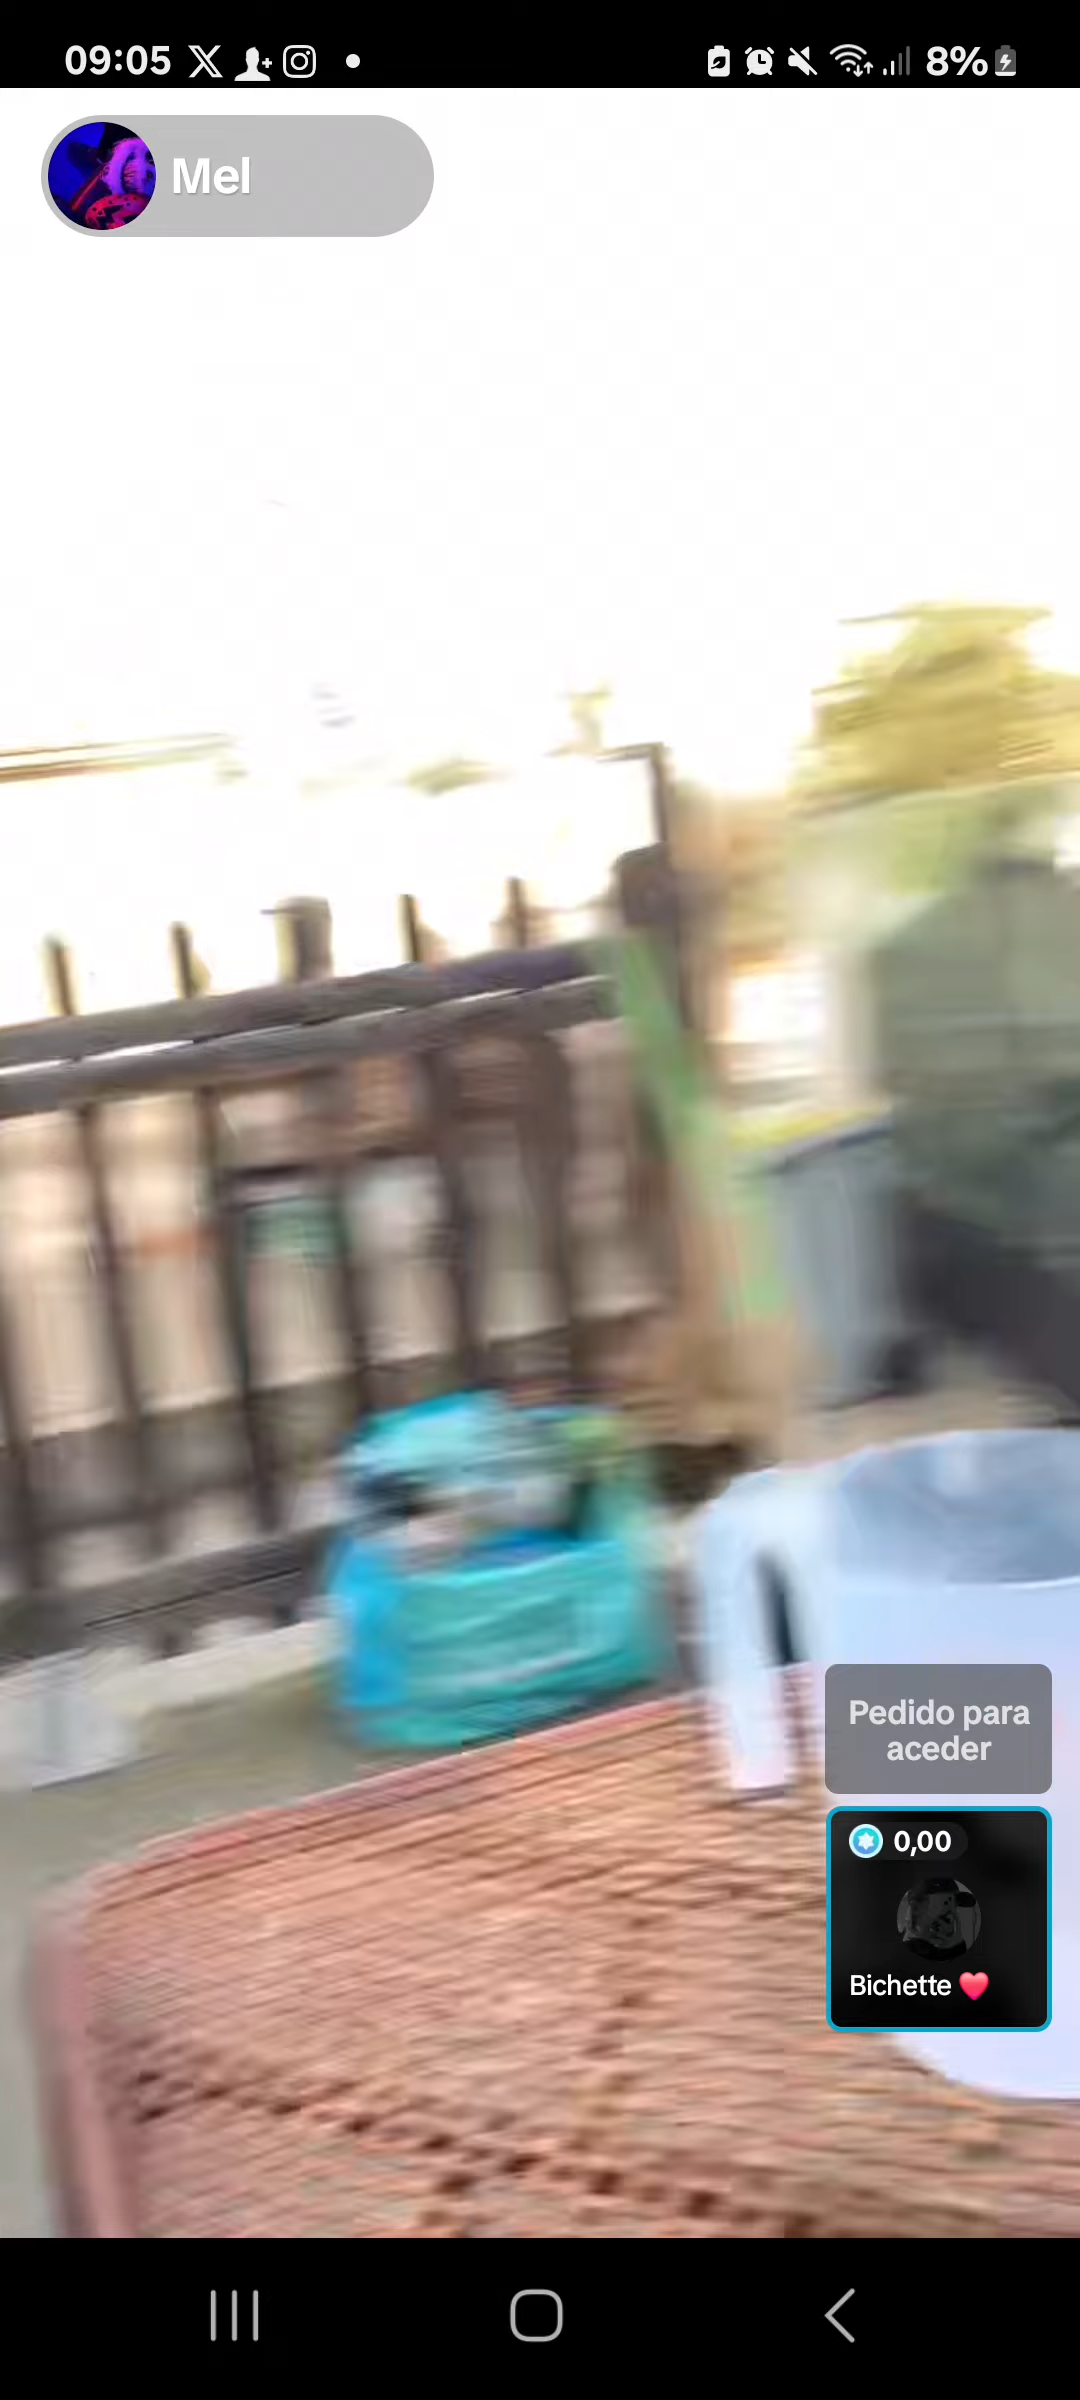 09:05
8%
Mel
Pedido para
aceder
0,00
Bichette ❤️